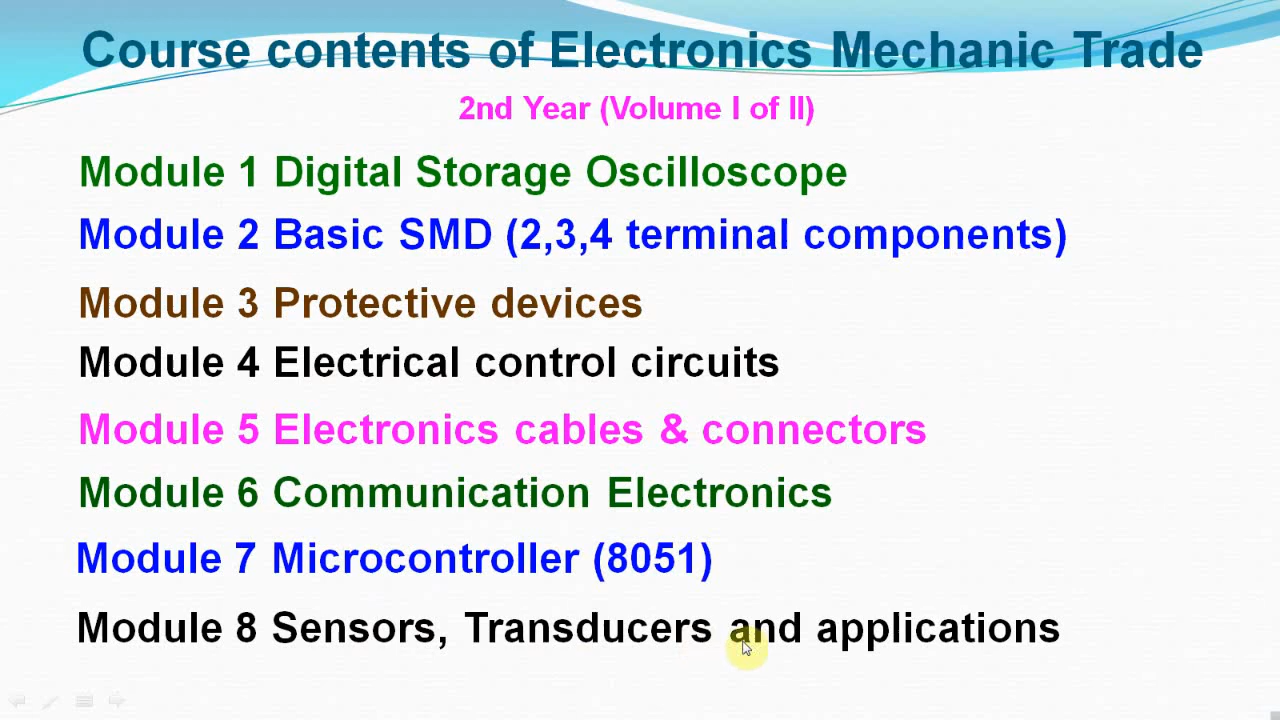 Course contents of Electronics Mechanic Trade
2nd Year (Volume I of II)
Module 1 Digital Storage Oscilloscope
Module 2 Basic SMD (2,3,4 terminal components)
Module 3 Protective devices
Module 4 Electrical control circuits
Module 5 Electronics cables & connectors
Module 6 Communication Electronics
Module 7 Microcontroller (8051)
Module 8 Sensors, Transducers and applications